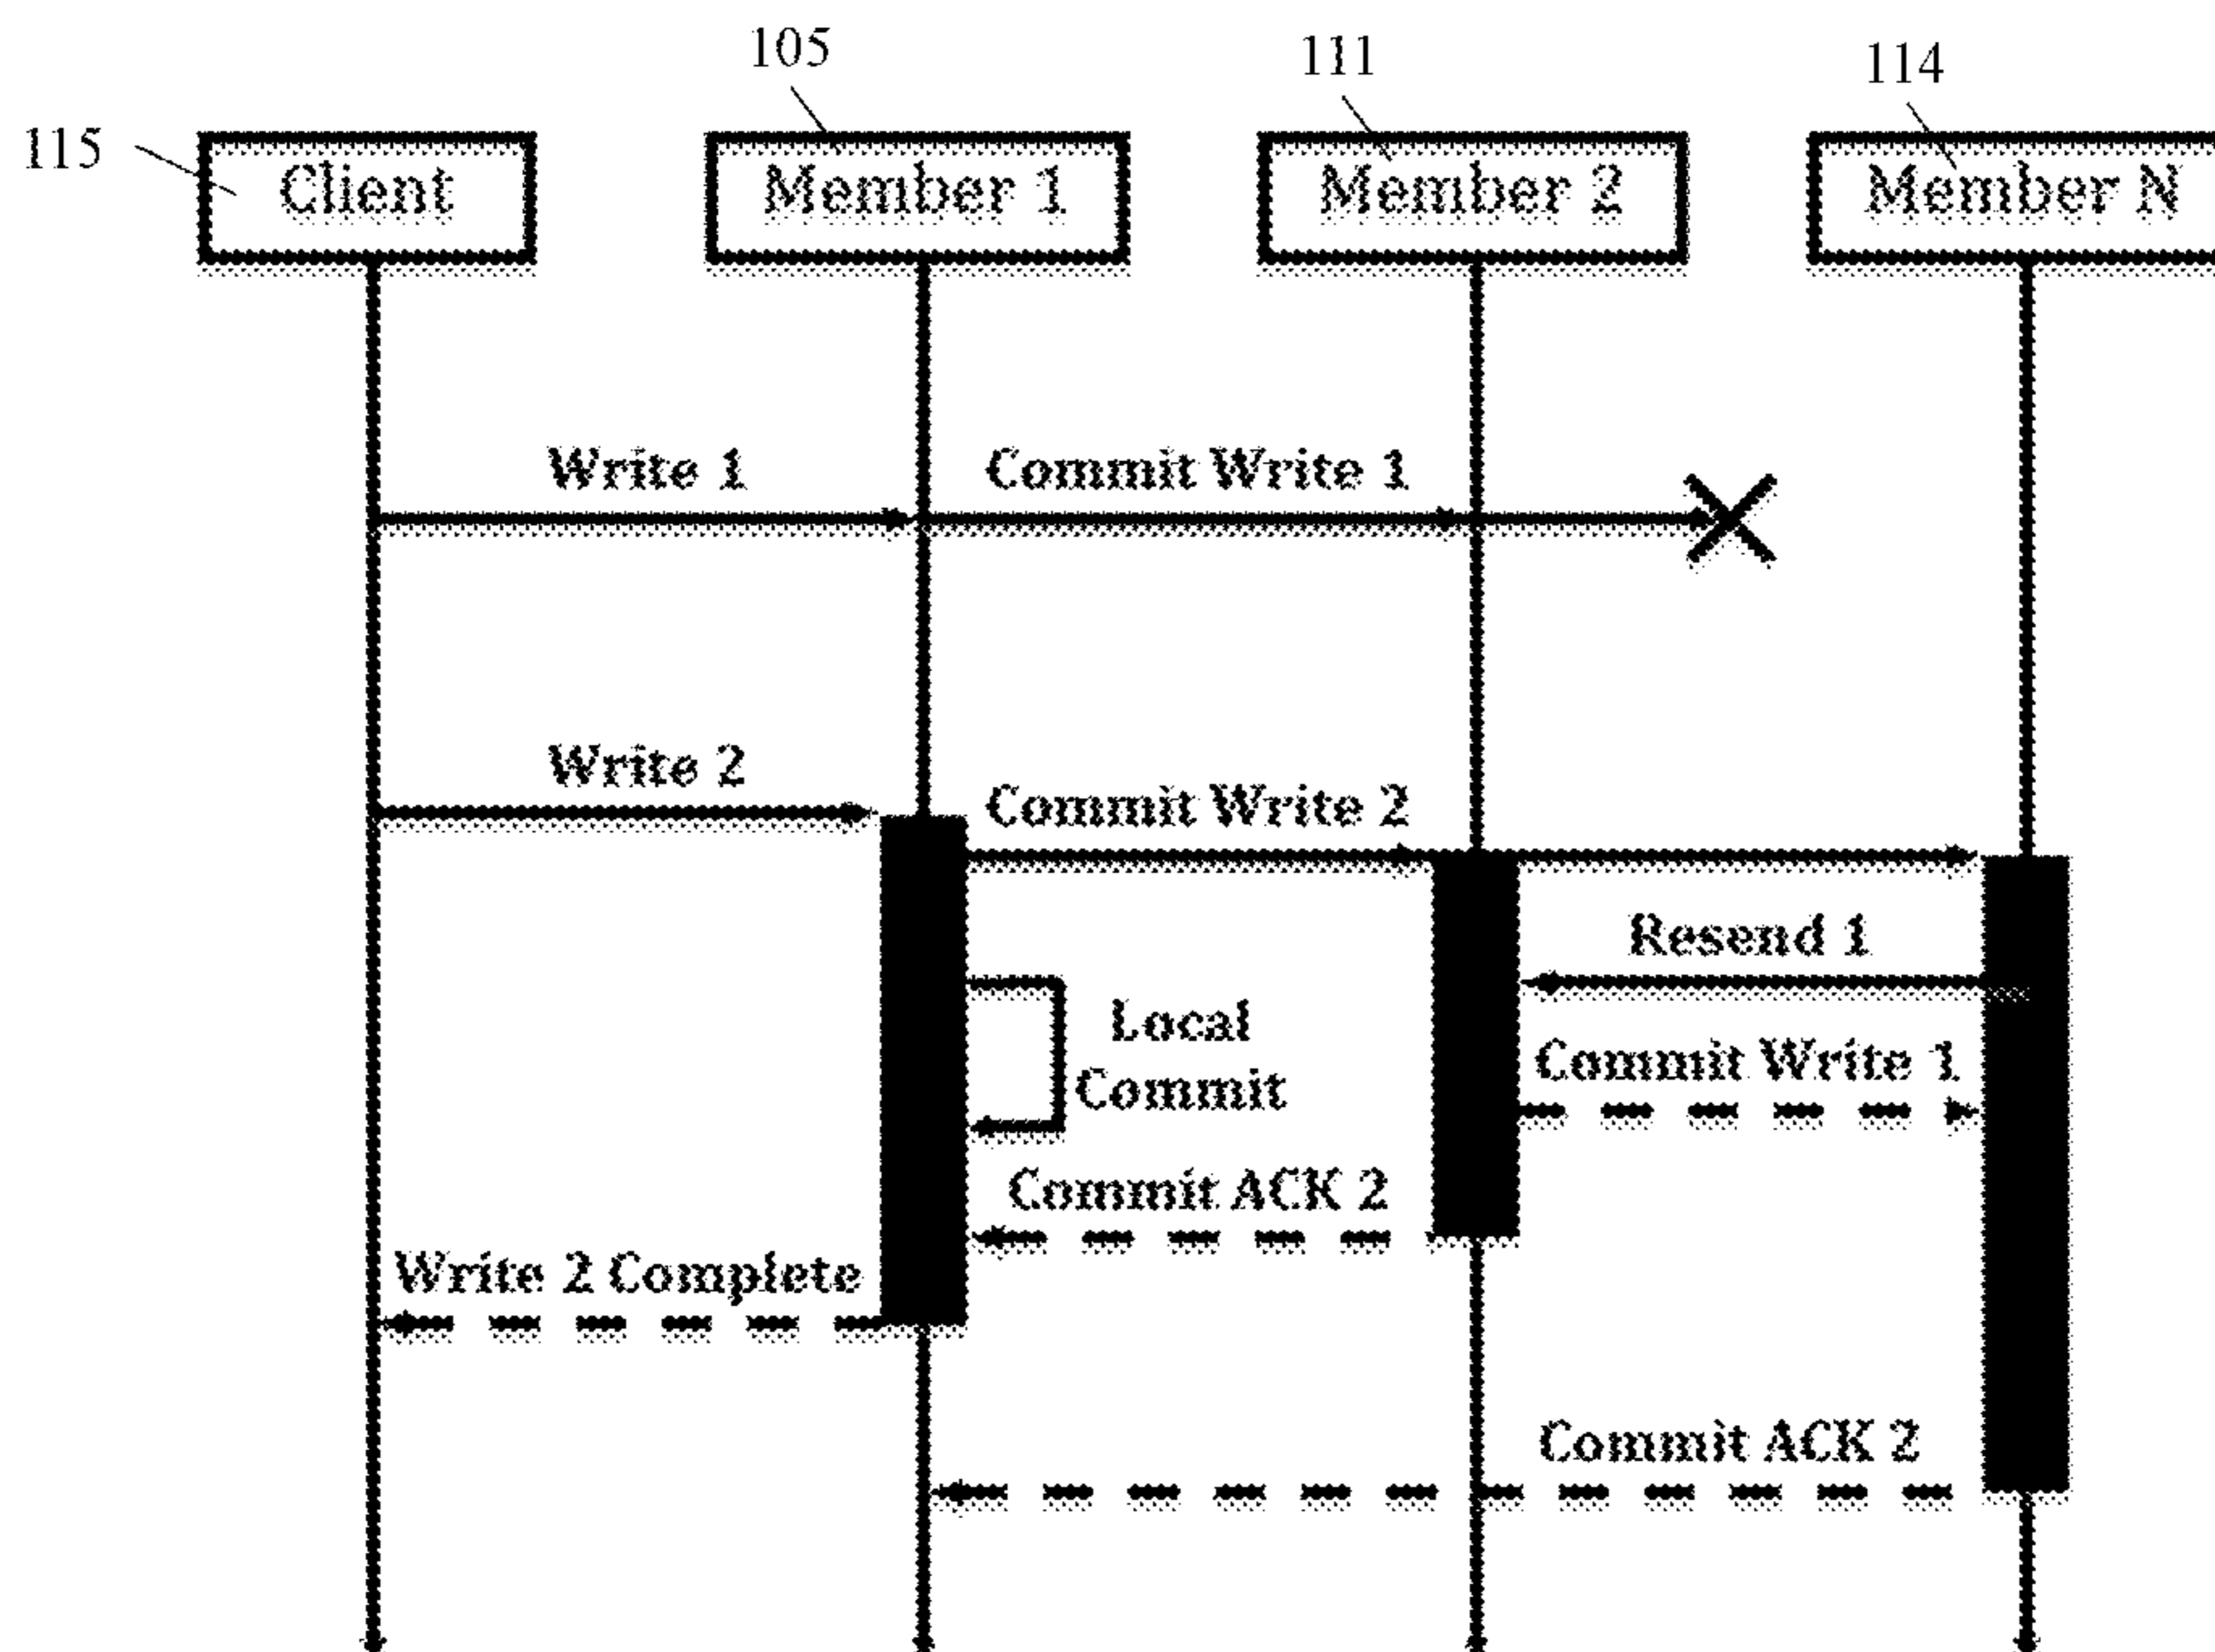 105
111
114
115
Client
Member 1
Member 2
Member N
Write 1
Commit Write 1
Write 2
Commit Write 2
Resend 1
Local
Commit
Commit Write 1
Commit ACK 2
Write 2 Complete
Commit ACK 2